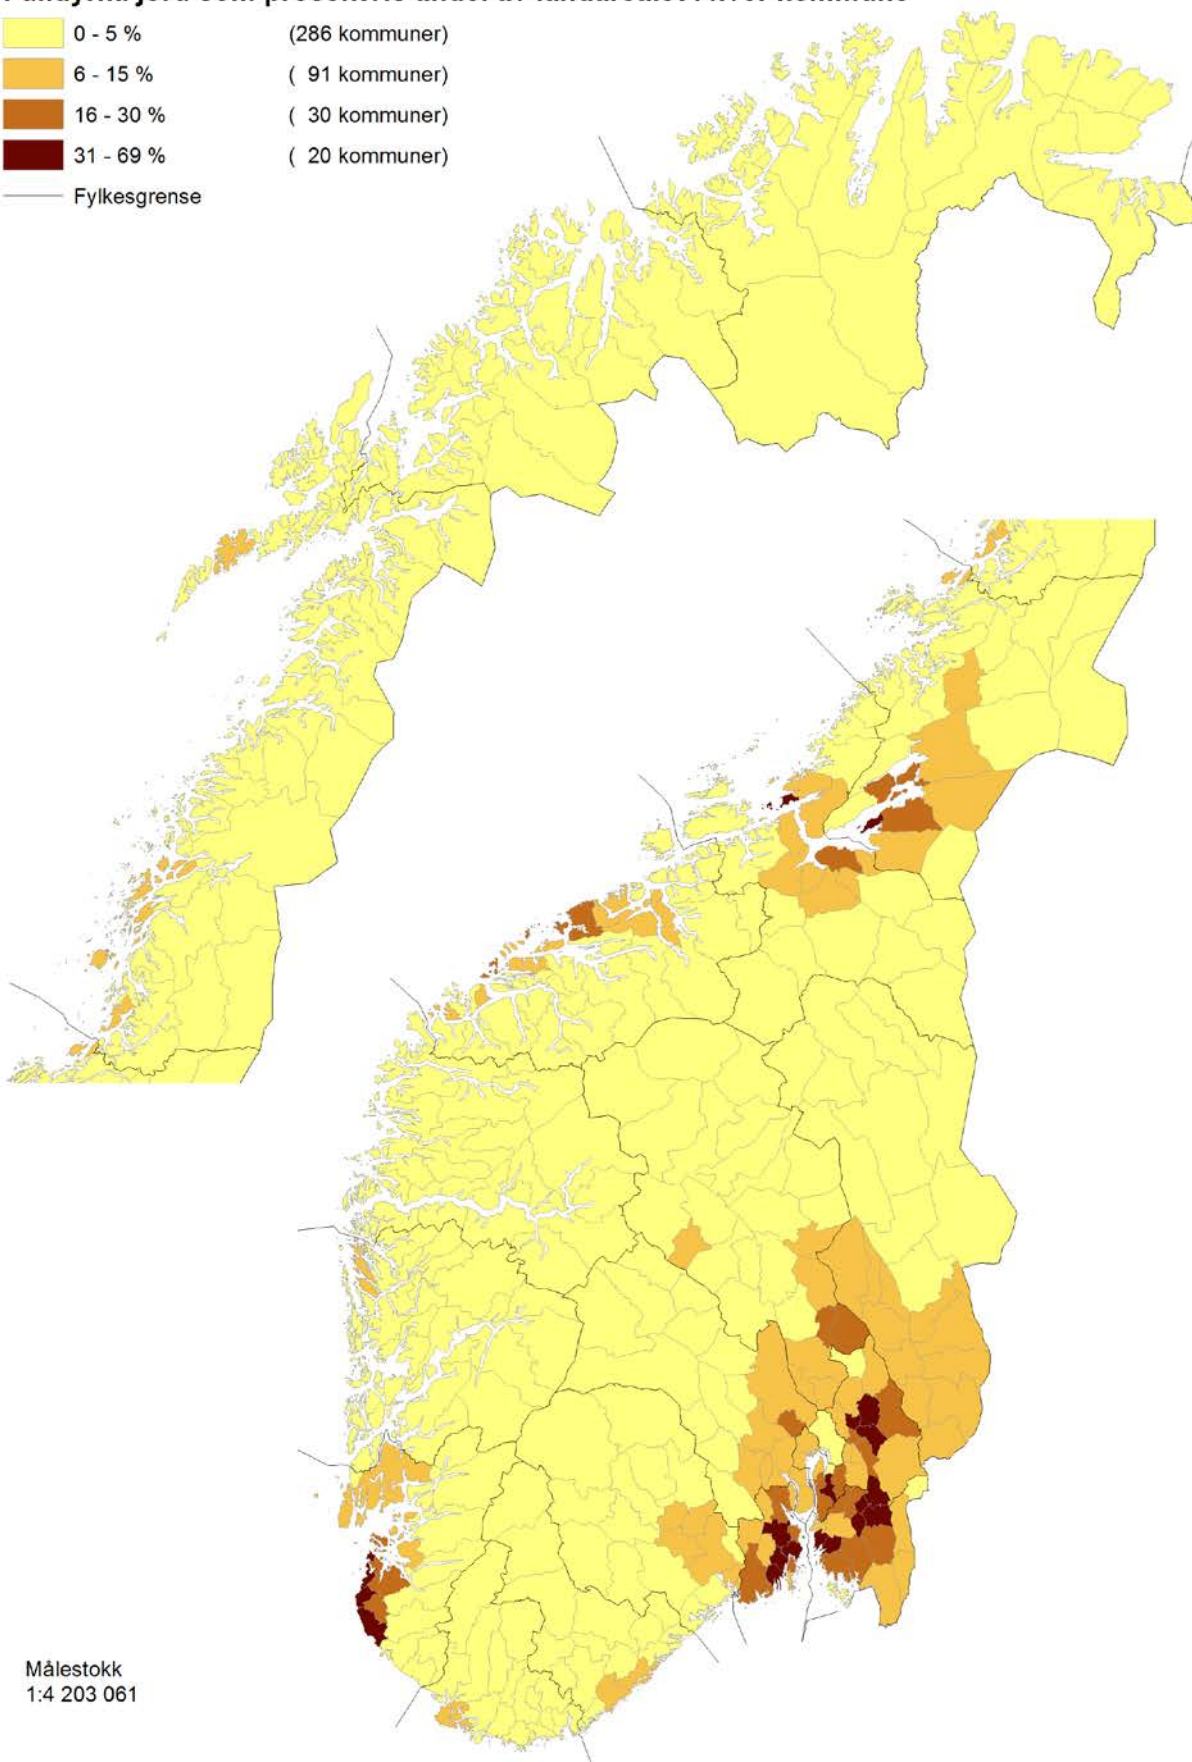 0 - 5 % (286 kommuner)
6 - 15 % ( 91 kommuner)
16 - 30 % ( 30 kommuner)
31 - 69 % ( 20 kommuner)
Fylkesgrense
Målestokk
1:4 203 061